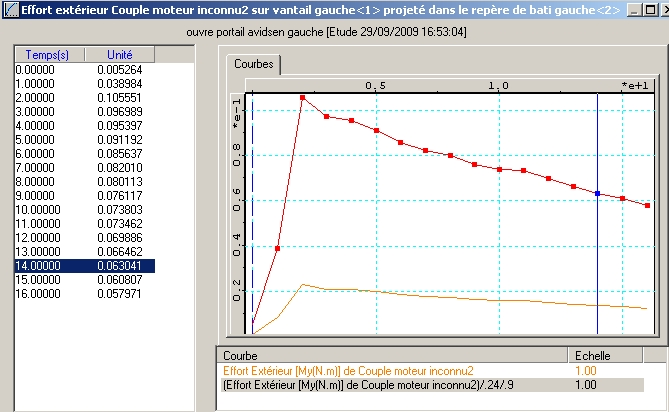 Effort extérieur Couple moteur inconnu2 sur vantail gauche<1> projeté dans le repère de bati gauche<2>
ouvre portail avidsen gauche [Etude 29/09/2009 16:53:04]
Temps(s) Unité
0.00000 0.005264
1.00000 0.038984
2.00000 0.105551
3.00000 0.096989
4.00000 0.095397
5.00000 0.091192
6.00000 0.085637
7.00000 0.082010
8.00000 0.080113
9.00000 0.076117
10.00000 0.073803
11.00000 0.073462
12.00000 0.069886
13.00000 0.066462
14.00000 0.063041
15.00000 0.060807
16.00000 0.057971
Courbes
0.5 1.0 *e+1
*e-1
0.8
0.6
0.4
0.2
Courbe Echelle
Effort Extérieur [My(N.m)] de Couple moteur inconnu2 1.00
(Effort Extérieur [My(N.m)] de Couple moteur inconnu2)/.24/.9 1.00